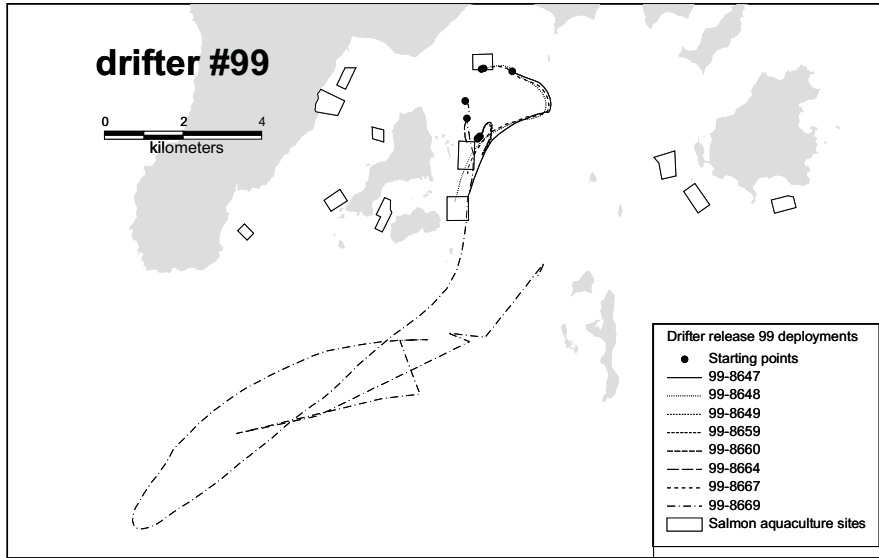 drifter #99
0 2 4
kilometers
Drifter release 99 deployments
Starting points
99-8647
99-8648
99-8649
99-8659
99-8660
99-8664
99-8667
99-8669
Salmon aquaculture sites